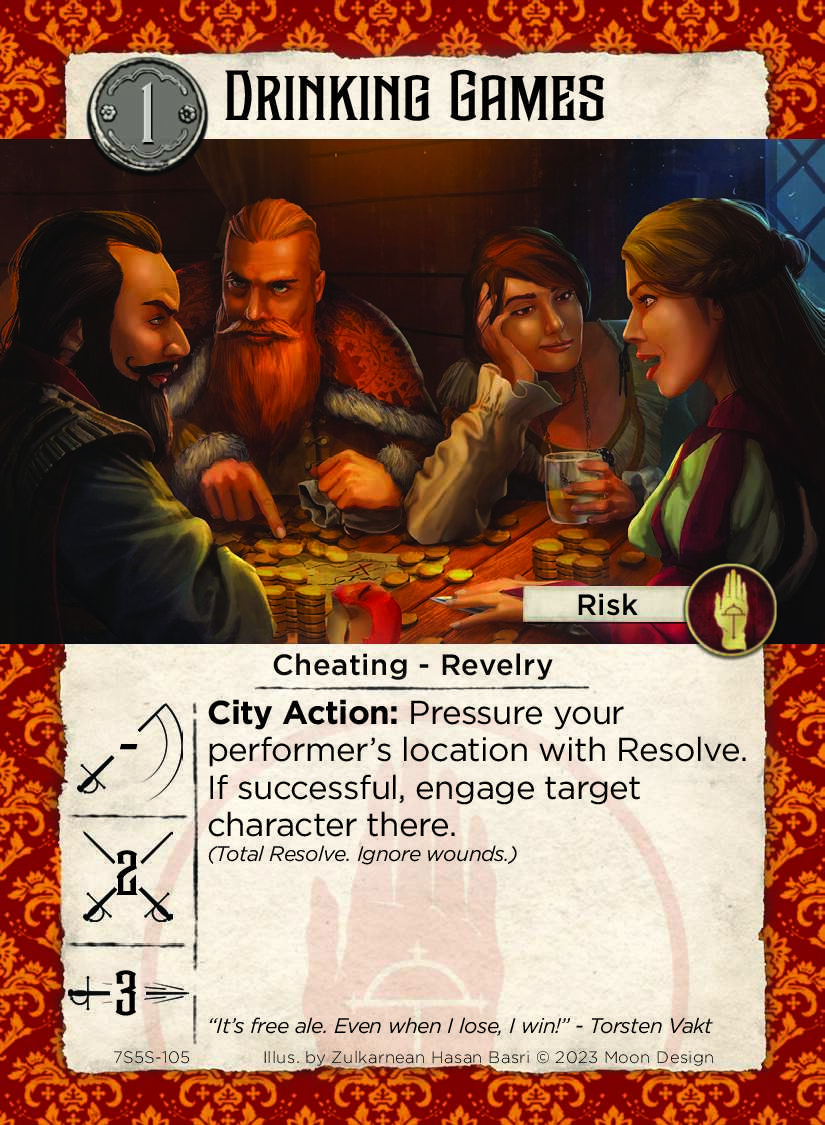 1
DRINKING GAMES
Risk
Cheating - Revelry
-
2
3
City Action: Pressure your
performer's location with Resolve.
If successful, engage target
character there.
(Total Resolve. Ignore wounds.)
“It's free ale. Even when I lose, I win!” - Torsten Vakt
7S5S-105
Illus. by Zulkarnean Hasan Basri © 2023 Moon Design